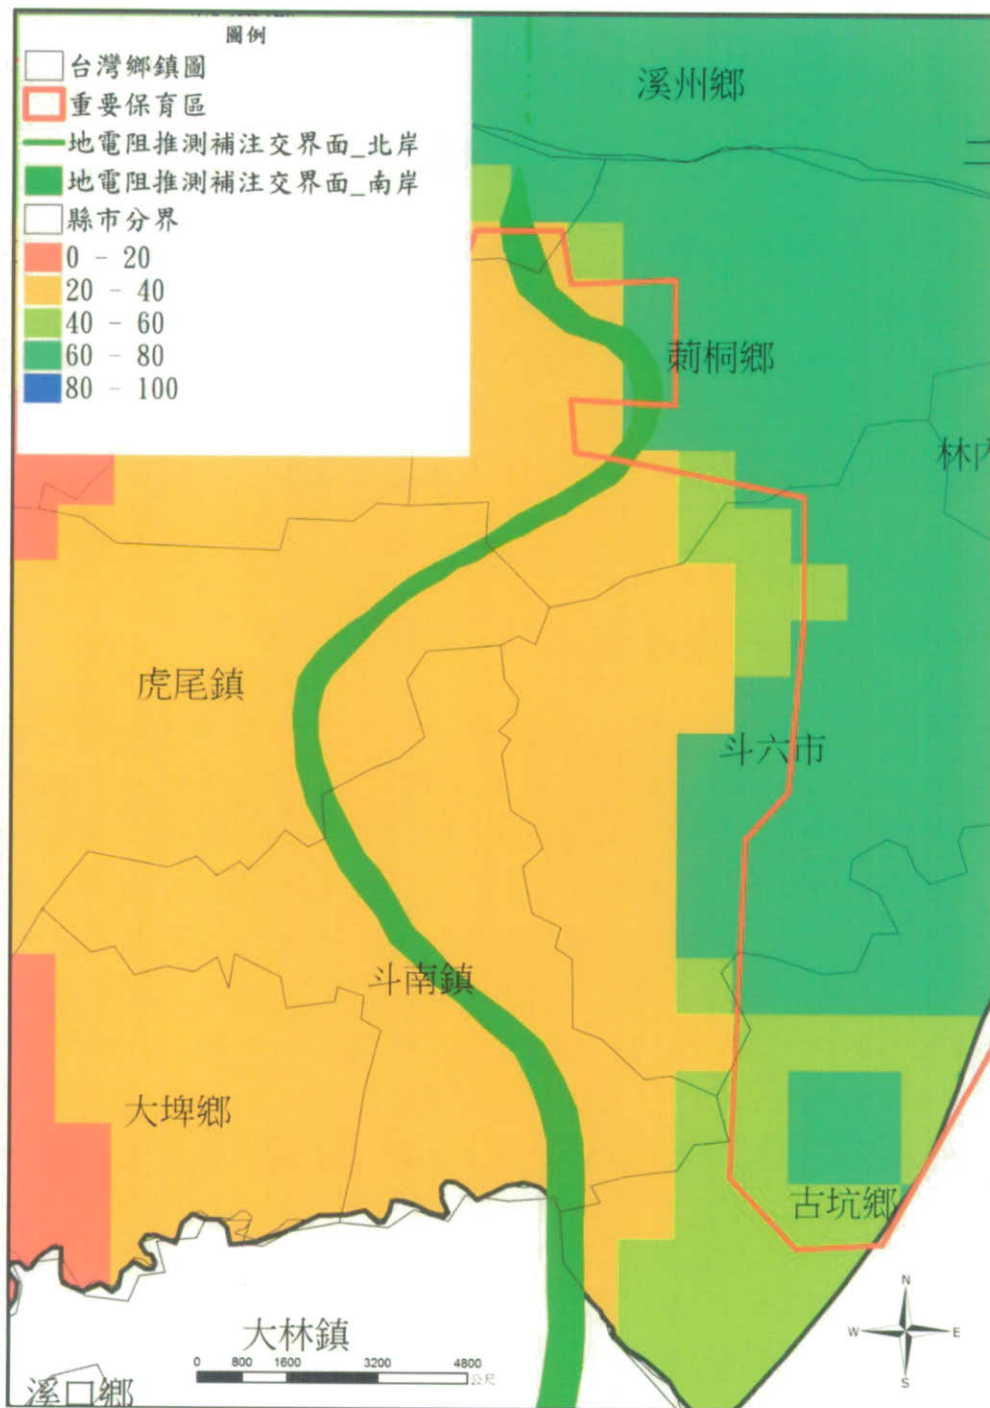 圖例
台灣鄉鎮圖
重要保育區
地電阻推測補注交界面_北岸
地電阻推測補注交界面_南岸
縣市分界
0 - 20
20 - 40
40 - 60
60 - 80
80 - 100
溪州鄉
二
莿桐鄉
林內
虎尾鎮
斗六市
斗南鎮
大埤鄉
古坑鄉
大林鎮
溪口鄉
0 800 1600 3200 4800
公尺
N
W E
S